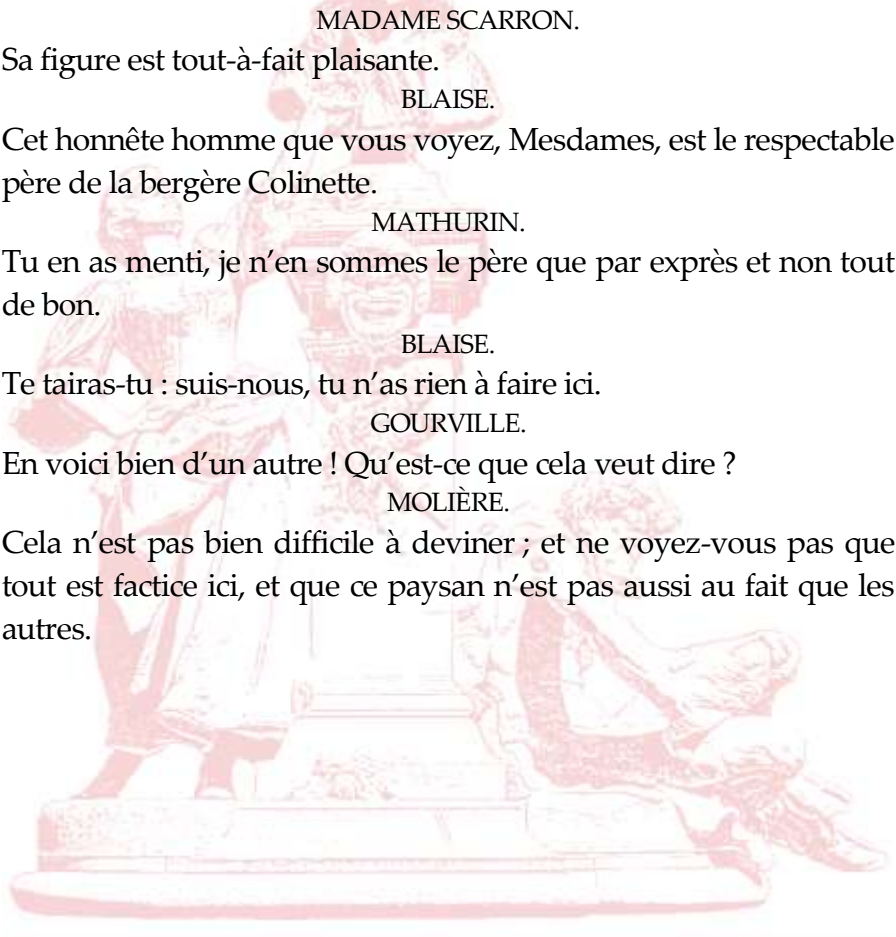 MADAME SCARRON.
Sa figure est tout-à-fait plaisante.
BLAISE.
Cet honnête homme que vous voyez, Mesdames, est le respectable
père de la bergère Colinette.
MATHURIN.
Tu en as menti, je n’en sommes le père que par exprès et non tout
de bon.
BLAISE.
Te tairas-tu : suis-nous, tu n’as rien à faire ici.
GOURVILLE.
En voici bien d’un autre ! Qu’est-ce que cela veut dire ?
MOLIÈRE.
Cela n’est pas bien difficile à deviner ; et ne voyez-vous pas que
tout est factice ici, et que ce paysan n’est pas aussi au fait que les
autres.